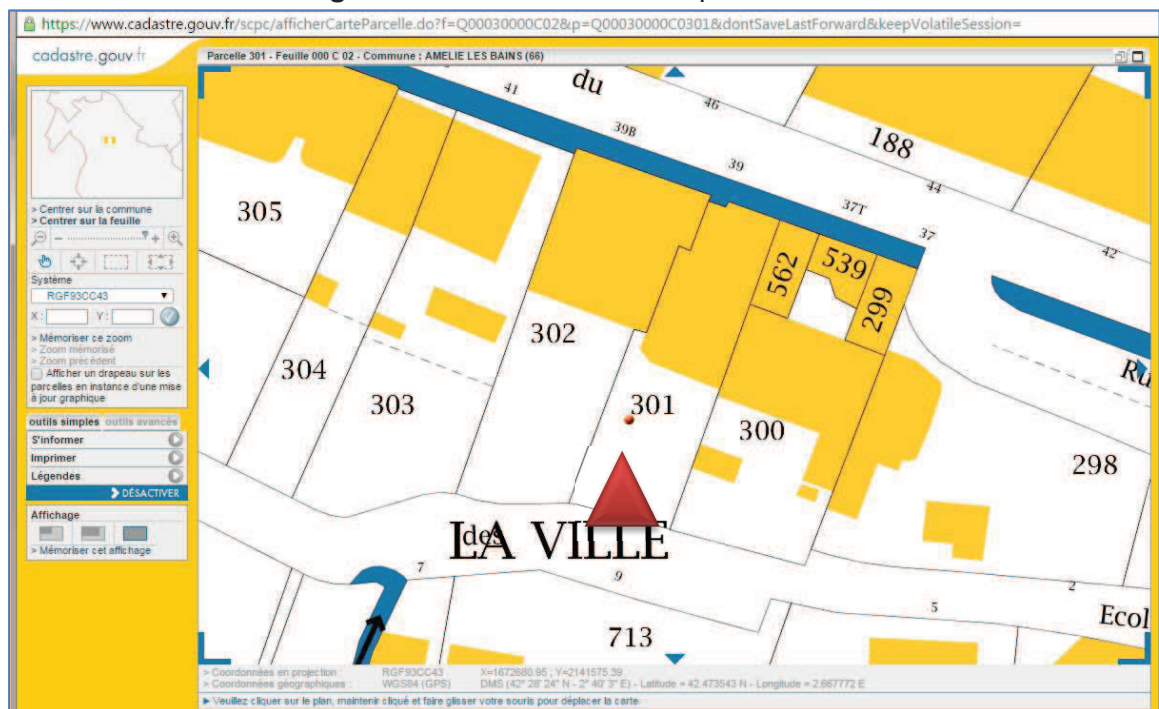 https://www.cadastre.gouv.fr/scpc/afficherCarteParcelle.do?f=Q00030000C02&p=Q00030000C0301&dontSaveLastForward&keepVolatileSession=
cadastre.gouv.fr
Parcelle 301 - Feuille 000 C 02 - Commune : AMELIE LES BAINS (66)
> Centrer sur la commune
> Centrer sur la feuille
Système
RGF93CC43
X : Y :
> Mémoriser ce zoom
> Zoom mémorisé
> Zoom précédent
Afficher un drapeau sur les
parcelles en instance d'une mise
à jour graphique
outils simples outils avancés
S'informer
Imprimer
Légendes
DÉSACTIVER
Affichage
> Mémoriser cet affichage
41
du
46
39B
188
39
44
37T
305
37
42
562
539
299
302
Ru
304
303
301
300
298
des
LA VILLE
7
9
2
5
Ecol
713
> Coordonnées en projection : RGF93CC43 X=1672680.95 ; Y=2141575.39
> Coordonnées géographiques : WGS84 (GPS) DMS (42° 28' 24" N - 2° 40' 3" E) - Latitude = 42.473543 N - Longitude = 2.667772 E
Veuillez cliquer sur le plan, maintenir cliqué et faire glisser votre souris pour déplacer la carte.